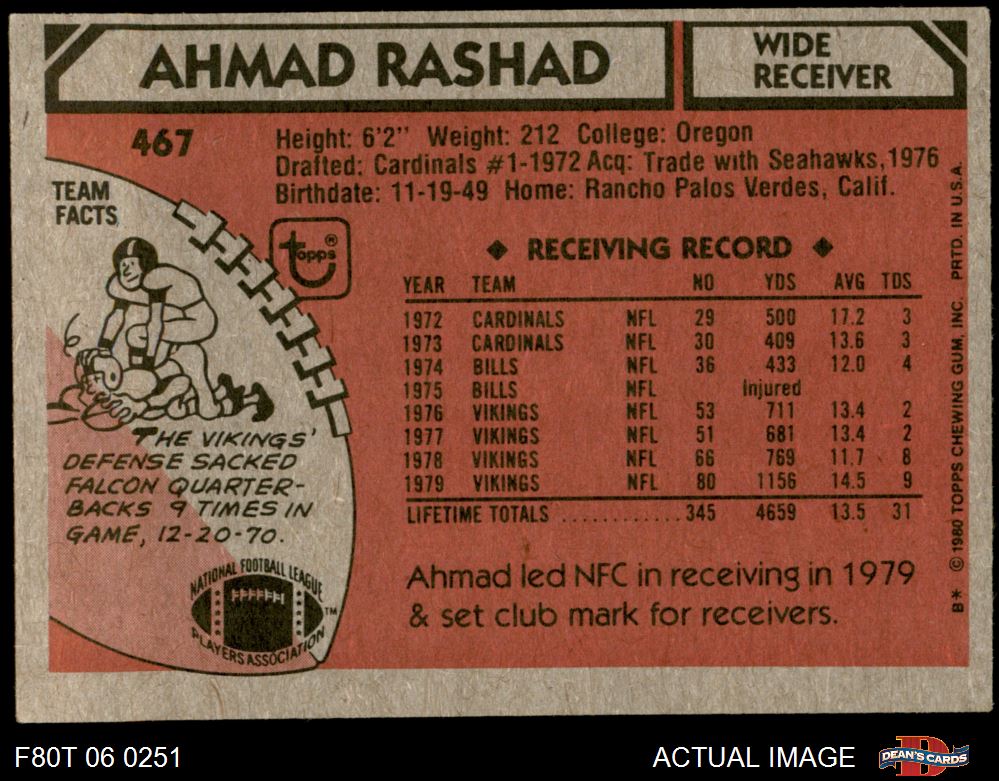 AHMAD RASHAD
WIDE
RECEIVER
467
Height: 6'2" Weight: 212 College: Oregon
Drafted: Cardinals #1-1972 Acq: Trade with Seahawks, 1976
Birthdate: 11-19-49 Home: Rancho Palos Verdes, Calif.
TEAM
FACTS
topps®
◆ RECEIVING RECORD ◆
YEAR TEAM NO YDS AVG TDS
1972 CARDINALS NFL 29 500 17.2 3
1973 CARDINALS NFL 30 409 13.6 3
1974 BILLS NFL 36 433 12.0 4
1975 BILLS NFL Injured
1976 VIKINGS NFL 53 711 13.4 2
1977 VIKINGS NFL 51 681 13.4 2
1978 VIKINGS NFL 66 769 11.7 8
1979 VIKINGS NFL 80 1156 14.5 9
LIFETIME TOTALS ............ 345 4659 13.5 31
Ahmad led NFC in receiving in 1979
& set club mark for receivers.
THE VIKINGS'
DEFENSE SACKED
FALCON QUARTER-
BACKS 9 TIMES IN
GAME, 12-20-70.
NATIONAL FOOTBALL LEAGUE
PLAYERS ASSOCIATION
™
B* © 1980 TOPPS CHEWING GUM, INC. PRTD. IN U.S.A.
F80T 06 0251
ACTUAL IMAGE
DEAN'S CARDS